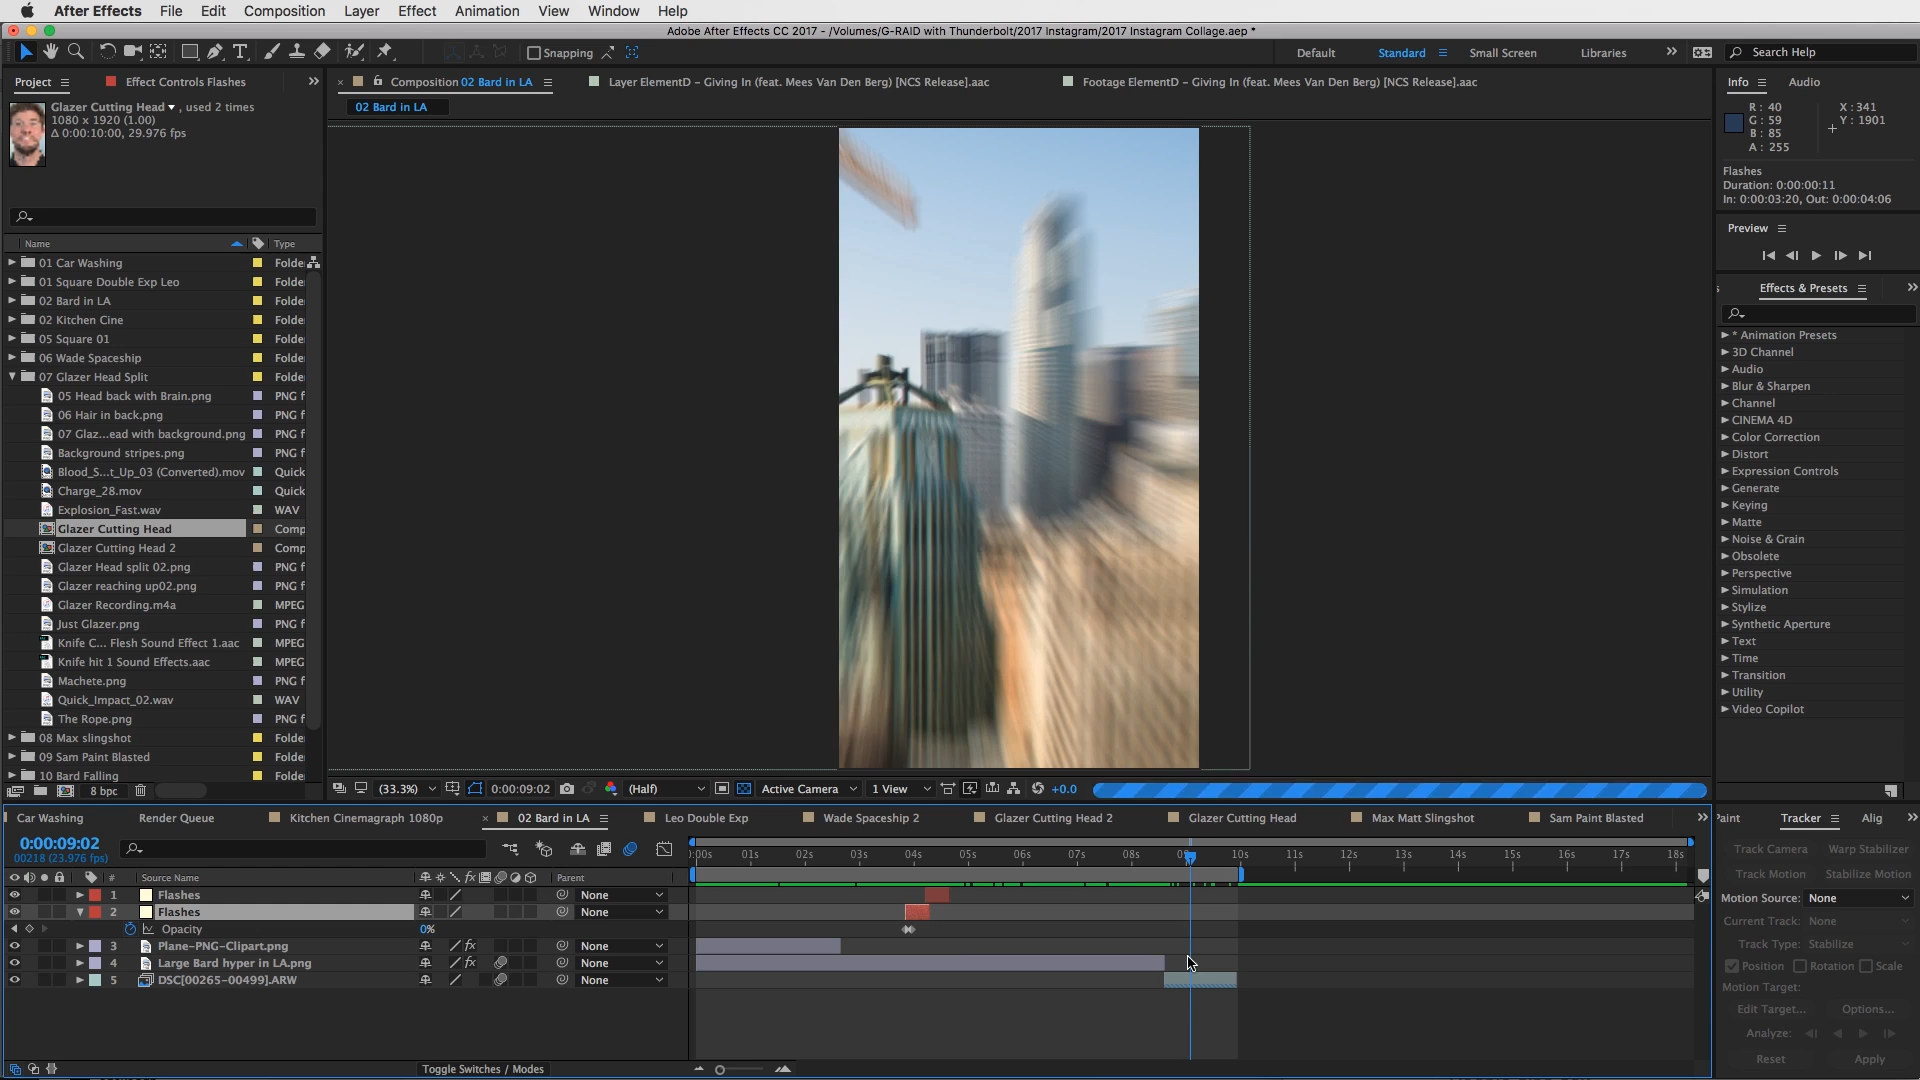 After Effects File Edit Composition Layer Effect Animation View Window Help
Adobe After Effects CC 2017 - /Volumes/G-RAID with Thunderbolt/2017 Instagram/2017 Instagram Collage.aep *
Snapping Default Standard Small Screen Libraries Search Help
Project Effect Controls Flashes Composition 02 Bard in LA Layer ElementD – Giving In (feat. Mees Van Den Berg) [NCS Release].aac Footage ElementD – Giving In (feat. Mees Van Den Berg) [NCS Release].aac Info Audio
Glazer Cutting Head , used 2 times
1080 x 1920 (1.00)
Δ 0:00:10:00, 29.976 fps
02 Bard in LA
R: 40
G: 59
B: 85
A: 255
X: 341
Y: 1901
Flashes
Duration: 0:00:00:11
In: 0:00:03:20, Out: 0:00:04:06
Preview
Effects & Presets
* Animation Presets
3D Channel
Audio
Blur & Sharpen
Channel
CINEMA 4D
Color Correction
Distort
Expression Controls
Generate
Keying
Matte
Noise & Grain
Obsolete
Perspective
Simulation
Stylize
Synthetic Aperture
Text
Time
Transition
Utility
Video Copilot
Name Type
01 Car Washing Folde
01 Square Double Exp Leo Folde
02 Bard in LA Folde
02 Kitchen Cine Folde
05 Square 01 Folde
06 Wade Spaceship Folde
07 Glazer Head Split Folde
05 Head back with Brain.png PNG f
06 Hair in back.png PNG f
07 Glaz...ead with background.png PNG f
Background stripes.png PNG f
Blood_S...t_Up_03 (Converted).mov Quick
Charge_28.mov Quick
Explosion_Fast.wav WAV
Glazer Cutting Head Comp
Glazer Cutting Head 2 Comp
Glazer Head split 02.png PNG f
Glazer reaching up02.png PNG f
Glazer Recording.m4a MPEG
Just Glazer.png PNG f
Knife C... Flesh Sound Effect 1.aac MPEG
Knife hit 1 Sound Effects.aac MPEG
Machete.png PNG f
Quick_Impact_02.wav WAV
The Rope.png PNG f
08 Max slingshot Folde
09 Sam Paint Blasted Folde
10 Bard Falling Folde
8 bpc
(33.3%) 0:00:09:02 (Half) Active Camera 1 View +0.0
Car Washing Render Queue Kitchen Cinemagraph 1080p 02 Bard in LA Leo Double Exp Wade Spaceship 2 Glazer Cutting Head 2 Glazer Cutting Head Max Matt Slingshot Sam Paint Blasted
0:00:09:02
00218 (23.976 fps)
:00s 01s 02s 03s 04s 05s 06s 07s 08s 10s 11s 12s 13s 14s 15s 16s 17s 18s
# Source Name Parent
1 Flashes None
2 Flashes None
Opacity 0%
3 Plane-PNG-Clipart.png None
4 Large Bard hyper in LA.png None
5 DSC[00265-00499].ARW None
Toggle Switches / Modes
Paint Tracker Alig
Track Camera Warp Stabilizer
Track Motion Stabilize Motion
Motion Source: None
Current Track: None
Track Type: Stabilize
Position Rotation Scale
Motion Target:
Edit Target... Options...
Analyze:
Reset Apply